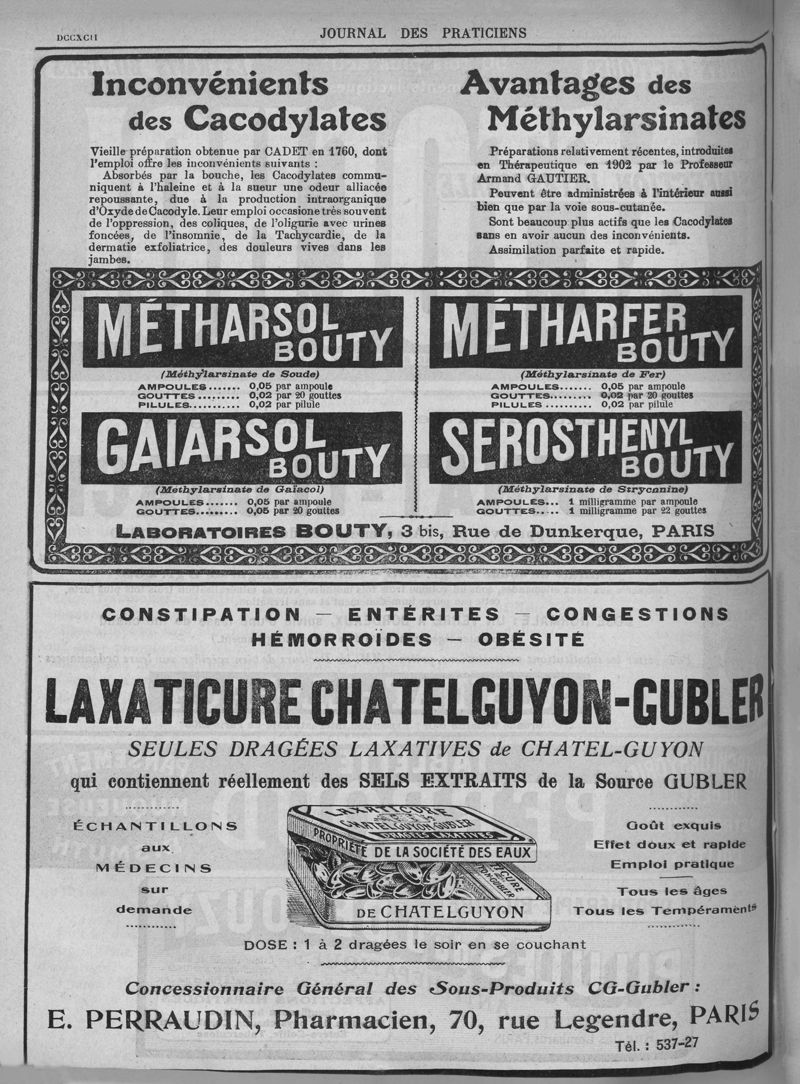 DCCXCII
JOURNAL DES PRATICIENS
Inconvénients
des Cacodylates
Vieille préparation obtenue par CADET en 1760, dont
l'emploi offre les inconvénients suivants :
Absorbés par la bouche, les Cacodylates commu-
niquent à l'haleine et à la sueur une odeur alliacée
repoussante, due à la production intraorganique
d'Oxyde de Cacodyle. Leur emploi occasione très souvent
de l'oppression, des coliques, de l'oligurie avec urines
foncées, de l'insomnie, de la Tachycardie, de la
dermatie exfoliatrice, des douleurs vives dans les
jambes.
Avantages des
Méthylarsinates
Préparations relativement récentes, introduites
en Thérapeutique en 1902 par le Professeur
Armand GAUTIER.
Peuvent être administrées à l'intérieur aussi
bien que par la voie sous-cutanée.
Sont beaucoup plus actifs que les Cacodylates
sans en avoir aucun des inconvénients.
Assimilation parfaite et rapide.
MÉTHARSOL
BOUTY
(Méthylarsinate de Soude)
AMPOULES....... 0,05 par ampoule
GOUTTES......... 0,02 par 20 gouttes
PILULES........... 0,02 par pilule
MÉTHARFER
BOUTY
(Méthylarsinate de Fer)
AMPOULES....... 0,05 par ampoule
GOUTTES......... 0,02 par 20 gouttes
PILULES .......... 0,02 par pilule
GAIARSOL
BOUTY
(Méthylarsinate de Gaïacol)
AMPOULES...... 0,05 par ampoule
GOUTTES......... 0,05 par 20 gouttes
SEROSTHENYL
BOUTY
(Méthylarsinate de Strycanine)
AMPOULES... 1 milligramme par ampoule
GOUTTES..... 1 milligramme par 22 gouttes
LABORATOIRES BOUTY, 3 bis, Rue de Dunkerque, PARIS
CONSTIPATION — ENTÉRITES — CONGESTIONS
HÉMORROÏDES — OBÉSITÉ
LAXATICURE CHATELGUYON-GUBLER
SEULES DRAGÉES LAXATIVES de CHATEL-GUYON
qui contiennent réellement des SELS EXTRAITS de la Source GUBLER
ÉCHANTILLONS
aux
MÉDECINS
sur
demande
LAXATICURE
CHATELGUYON-GUBLER
DRAGÉES LAXATIVES
PROPRIÉTÉ DE LA SOCIÉTÉ DES EAUX
DE CHATELGUYON
Goût exquis
Effet doux et rapide
Emploi pratique
Tous les âges
Tous les Tempéraments
DOSE : 1 à 2 dragées le soir en se couchant
Concessionnaire Général des Sous-Produits CG-Gubler :
E. PERRAUDIN, Pharmacien, 70, rue Legendre, PARIS
Tél. : 537-27